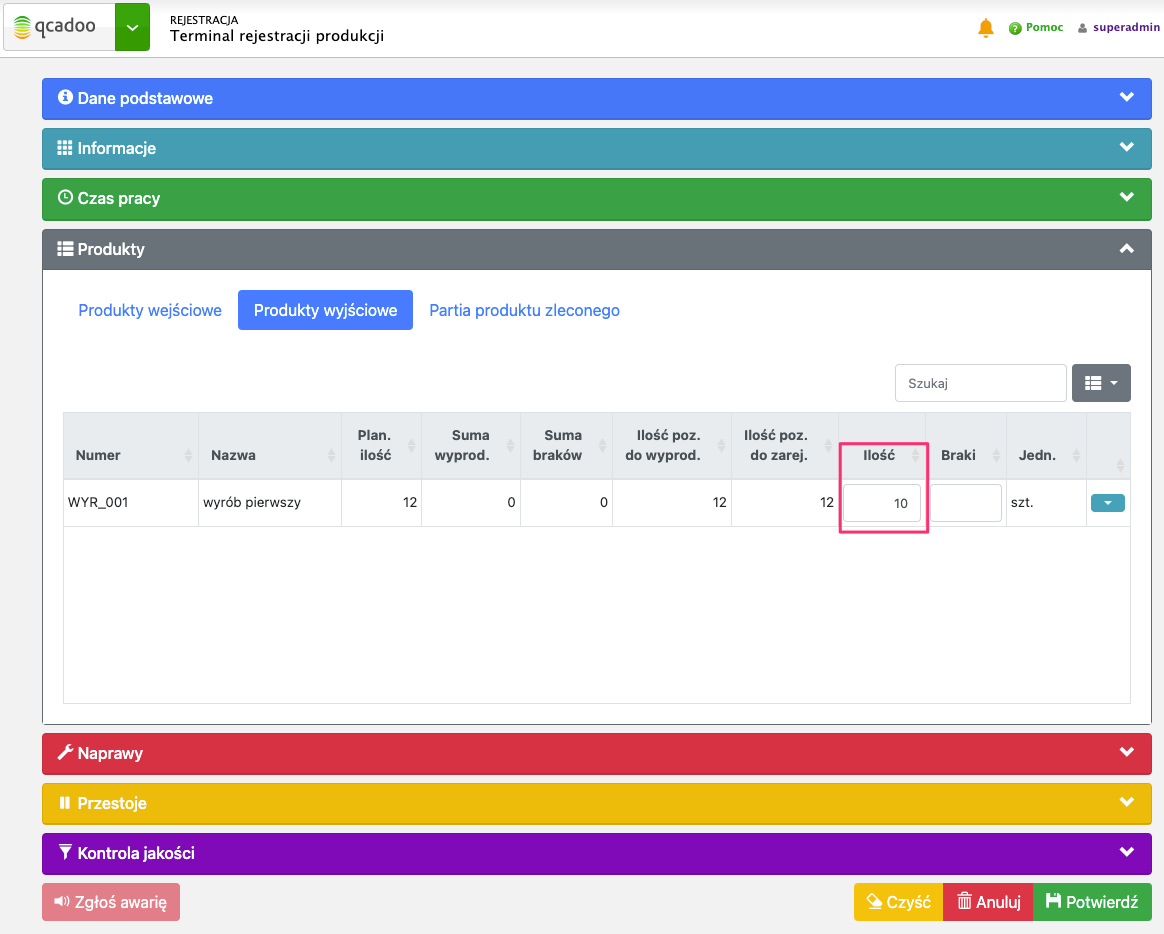 qcadoo
REJESTRACJA
Terminal rejestracji produkcji
Pomoc
superadmin
Dane podstawowe
Informacje
Czas pracy
Produkty
Produkty wejściowe Produkty wyjściowe Partia produktu zleconego
Szukaj
Numer Nazwa Plan. ilość Suma wyprod. Suma braków Ilość poz. do wyprod. Ilość poz. do zarej. Ilość Braki Jedn.
WYR_001 wyrób pierwszy 12 0 0 12 12 10 szt.
Naprawy
Przestoje
Kontrola jakości
Zgłoś awarię Czyść Anuluj Potwierdź